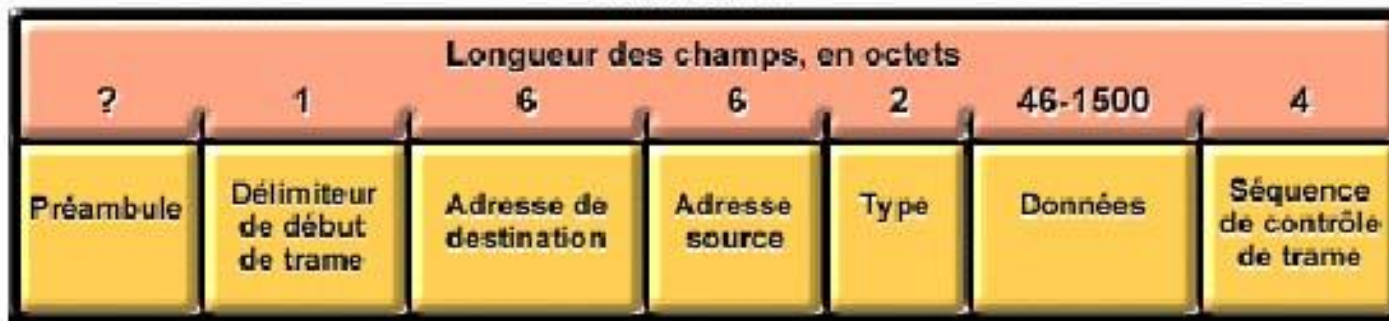 Longueur des champs, en octets
? 1 6 6 2 46-1500 4
Préambule
Délimiteur
de début
de trame
Adresse de
destination
Adresse
source
Type
Données
Séquence
de contrôle
de trame